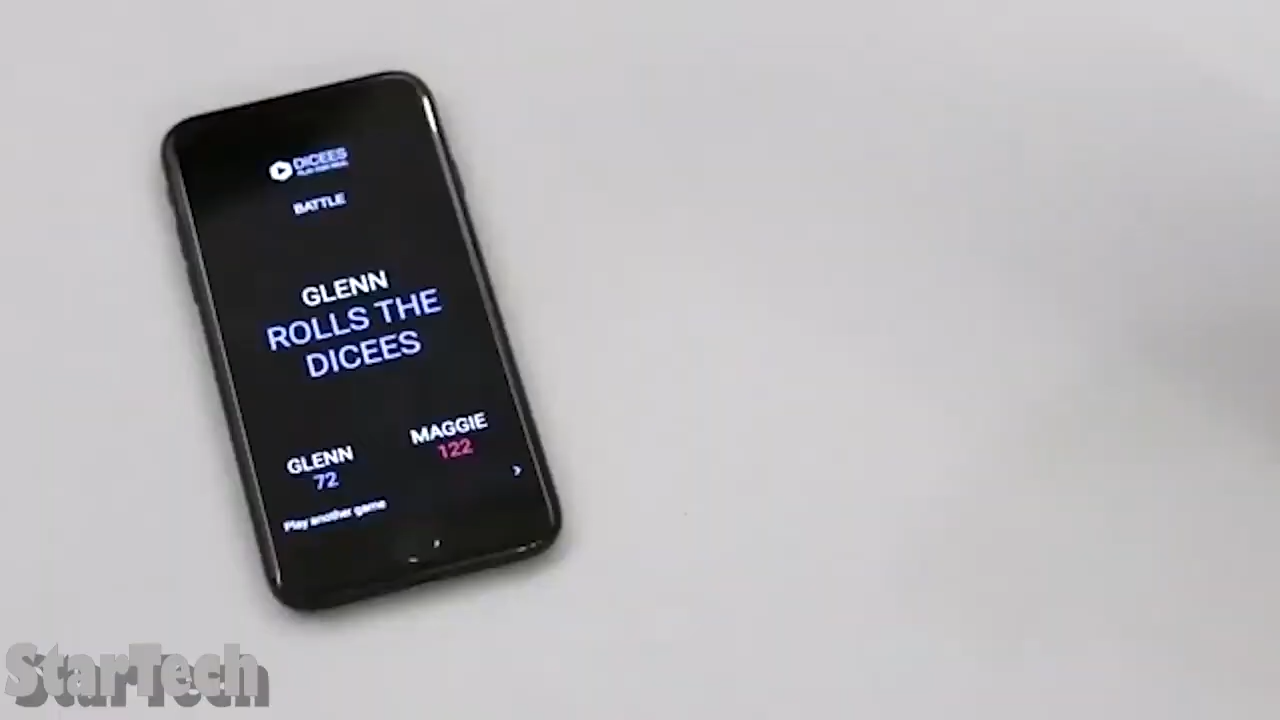 DICEES
BATTLE
GLENN
ROLLS THE
DICEES
GLENN
72
MAGGIE
122
Play another game
StarTech